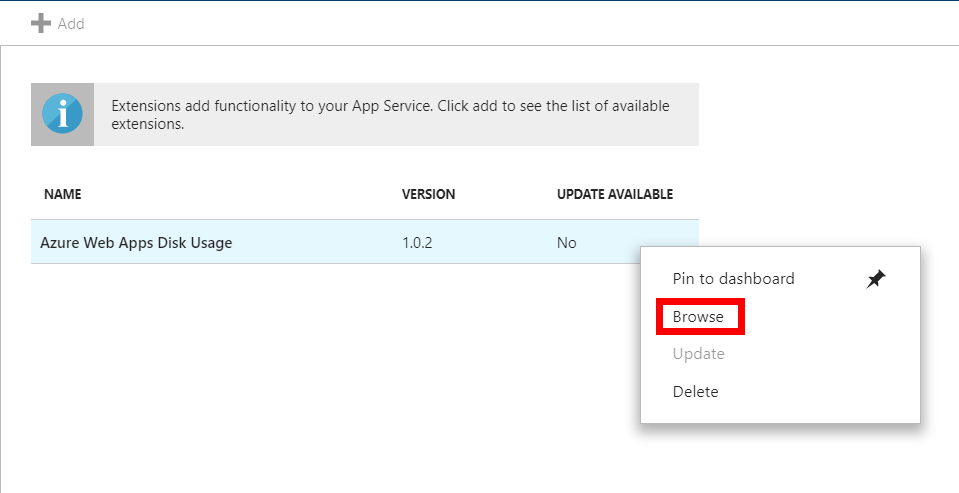 Add
Extensions add functionality to your App Service. Click add to see the list of available
extensions.
NAME VERSION UPDATE AVAILABLE
Azure Web Apps Disk Usage 1.0.2 No
Pin to dashboard
Browse
Update
Delete